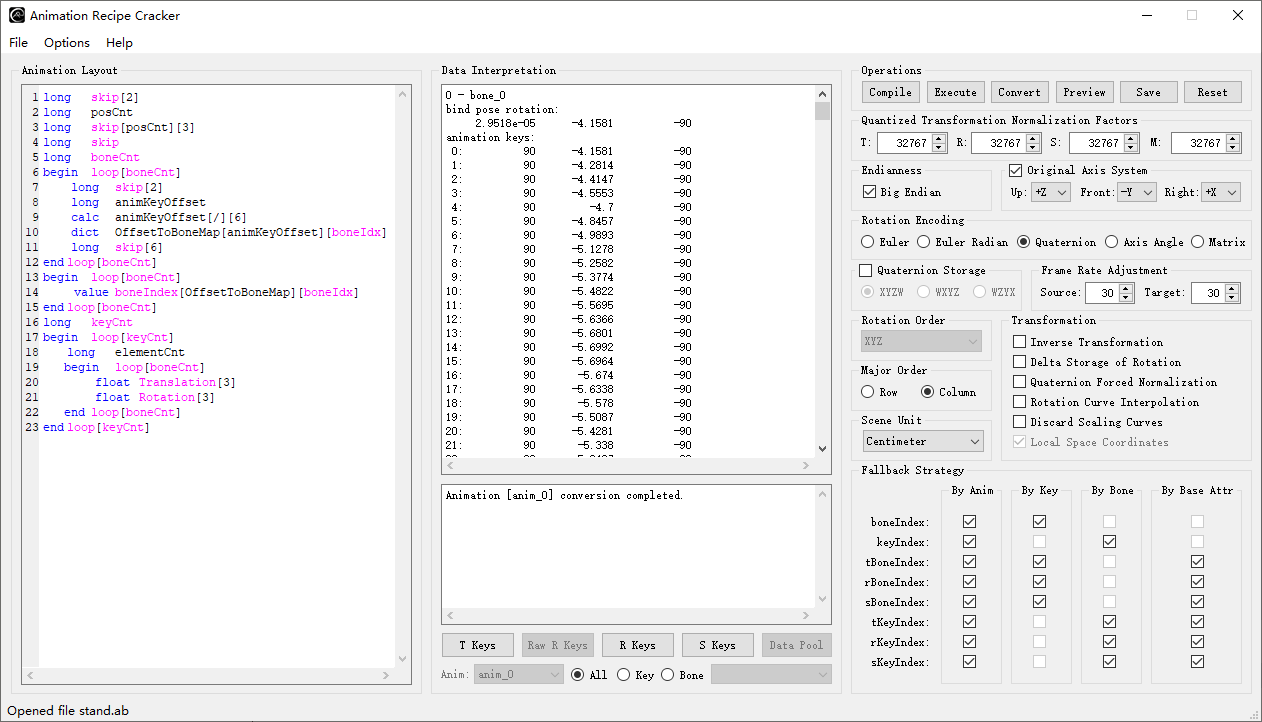 Animation Recipe Cracker
File Options Help
Animation Layout
1 long skip[2]
2 long posCnt
3 long skip[posCnt][3]
4 long skip
5 long boneCnt
6 begin loop[boneCnt]
7 long skip[2]
8 long animKeyOffset
9 calc animKeyOffset[/][6]
10 dict OffsetToBoneMap[animKeyOffset][boneIdx]
11 long skip[6]
12 end loop[boneCnt]
13 begin loop[boneCnt]
14 value boneIndex[OffsetToBoneMap][boneIdx]
15 end loop[boneCnt]
16 long keyCnt
17 begin loop[keyCnt]
18 long elementCnt
19 begin loop[boneCnt]
20 float Translation[3]
21 float Rotation[3]
22 end loop[boneCnt]
23 end loop[keyCnt]
Data Interpretation
0 - bone_0
bind pose rotation:
2.9518e-05 -4.1581 -90
animation keys:
0: 90 -4.1581 -90
1: 90 -4.2814 -90
2: 90 -4.4147 -90
3: 90 -4.5553 -90
4: 90 -4.7 -90
5: 90 -4.8457 -90
6: 90 -4.9893 -90
7: 90 -5.1278 -90
8: 90 -5.2582 -90
9: 90 -5.3774 -90
10: 90 -5.4822 -90
11: 90 -5.5695 -90
12: 90 -5.6366 -90
13: 90 -5.6801 -90
14: 90 -5.6992 -90
15: 90 -5.6964 -90
16: 90 -5.674 -90
17: 90 -5.6338 -90
18: 90 -5.578 -90
19: 90 -5.5087 -90
20: 90 -5.4281 -90
21: 90 -5.338 -90
Animation [anim_0] conversion completed.
T Keys Raw R Keys R Keys S Keys Data Pool
Anim: anim_0 All Key Bone
Operations
Compile Execute Convert Preview Save Reset
Quantized Transformation Normalization Factors
T: 32767 R: 32767 S: 32767 M: 32767
Endianness
Big Endian
Original Axis System
Up: +Z Front: -Y Right: +X
Rotation Encoding
Euler Euler Radian Quaternion Axis Angle Matrix
Quaternion Storage
XYZW WXYZ WZYX
Frame Rate Adjustment
Source: 30 Target: 30
Rotation Order
XYZ
Major Order
Row Column
Scene Unit
Centimeter
Transformation
Inverse Transformation
Delta Storage of Rotation
Quaternion Forced Normalization
Rotation Curve Interpolation
Discard Scaling Curves
Local Space Coordinates
Fallback Strategy
By Anim By Key By Bone By Base Attr
boneIndex:
keyIndex:
tBoneIndex:
rBoneIndex:
sBoneIndex:
tKeyIndex:
rKeyIndex:
sKeyIndex:
Opened file stand.ab